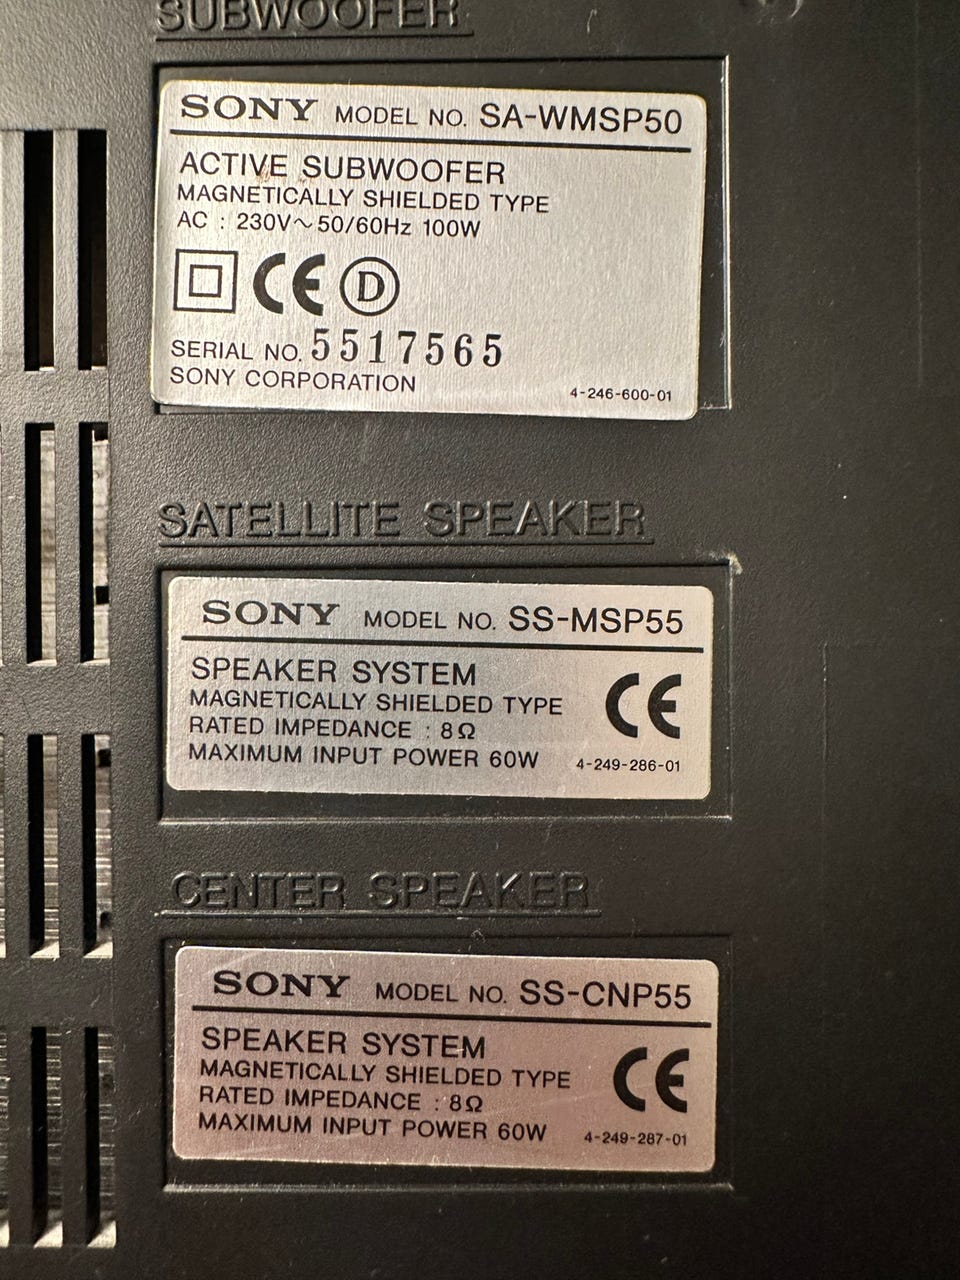 SUBWOOFER
SONY MODEL NO. SA-WMSP50
ACTIVE SUBWOOFER
MAGNETICALLY SHIELDED TYPE
AC : 230V～50/60Hz 100W
CE D
SERIAL NO. 5517565
SONY CORPORATION 4-246-600-01
SATELLITE SPEAKER
SONY MODEL NO. SS-MSP55
SPEAKER SYSTEM
MAGNETICALLY SHIELDED TYPE CE
RATED IMPEDANCE : 8Ω
MAXIMUM INPUT POWER 60W 4-249-286-01
CENTER SPEAKER
SONY MODEL NO. SS-CNP55
SPEAKER SYSTEM
MAGNETICALLY SHIELDED TYPE CE
RATED IMPEDANCE : 8Ω
MAXIMUM INPUT POWER 60W 4-249-287-01